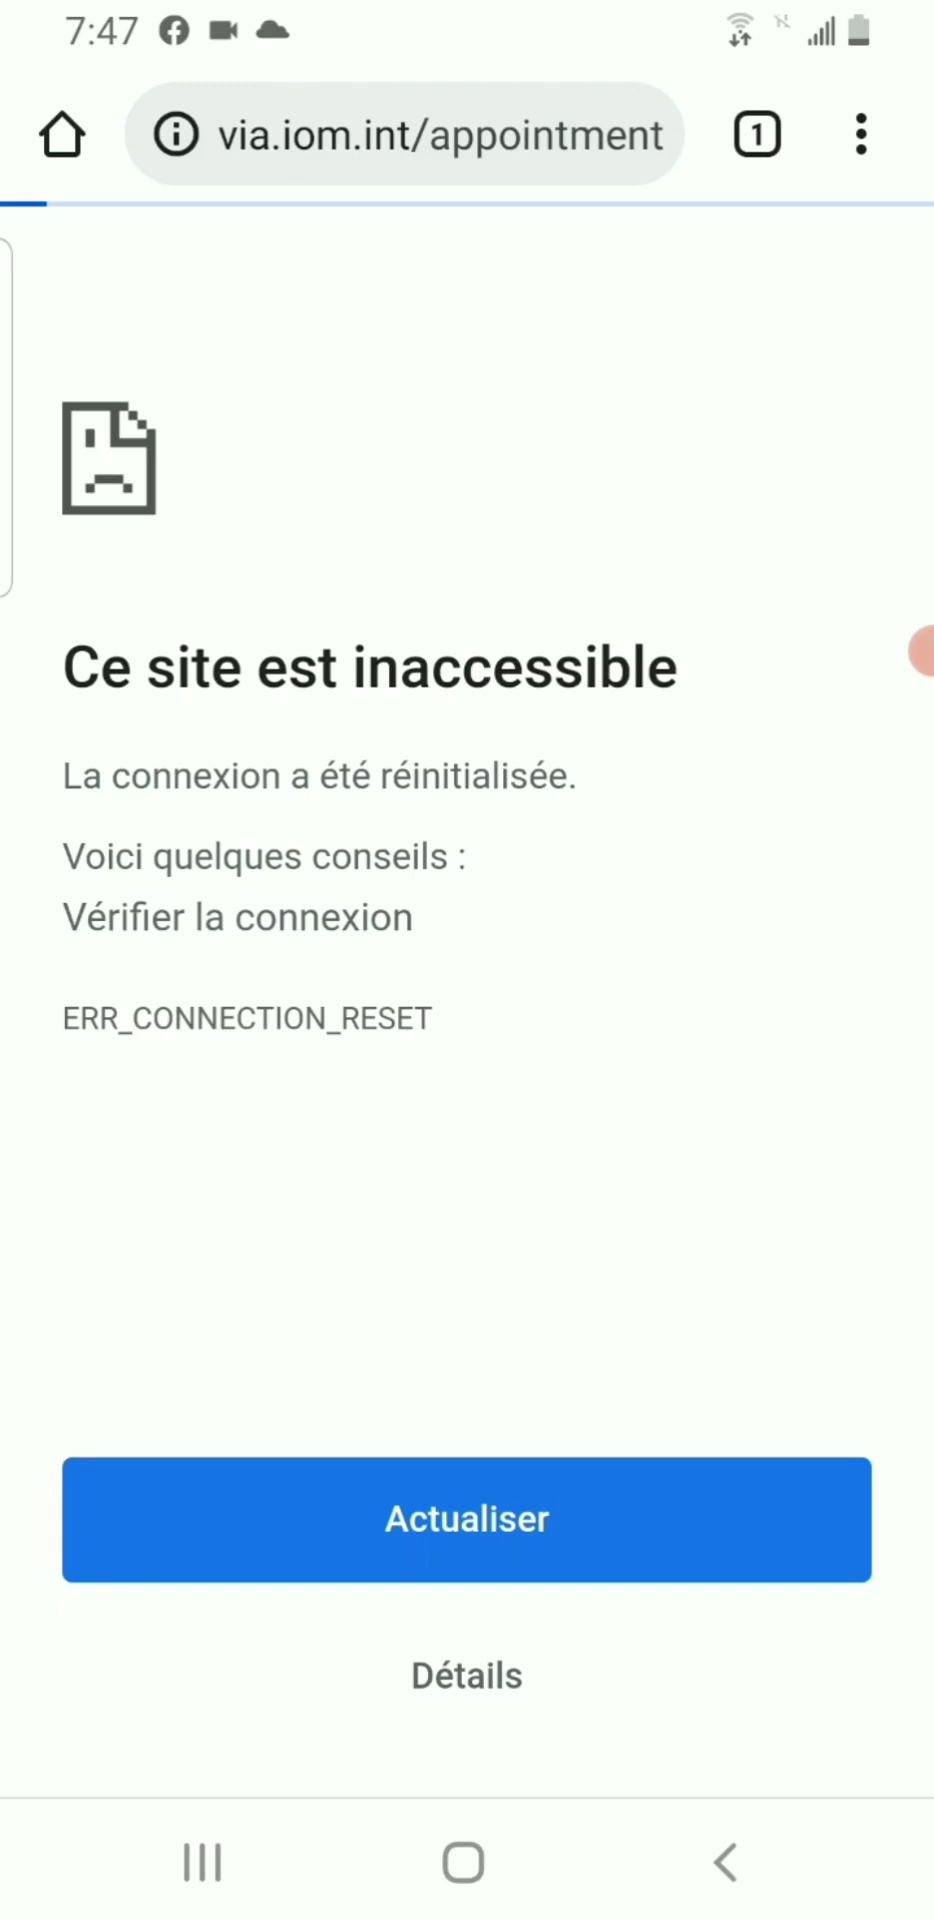 7:47
via.iom.int/appointment
1
Ce site est inaccessible
La connexion a été réinitialisée.
Voici quelques conseils :
Vérifier la connexion
ERR_CONNECTION_RESET
Actualiser
Détails